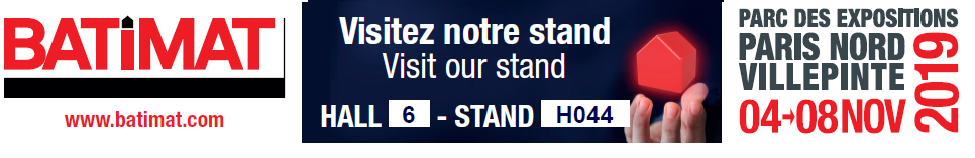 BATiMAT
www.batimat.com
Visitez notre stand
Visit our stand
HALL 6 - STAND H044
PARC DES EXPOSITIONS
PARIS NORD
VILLEPINTE
04→08 NOV
2019